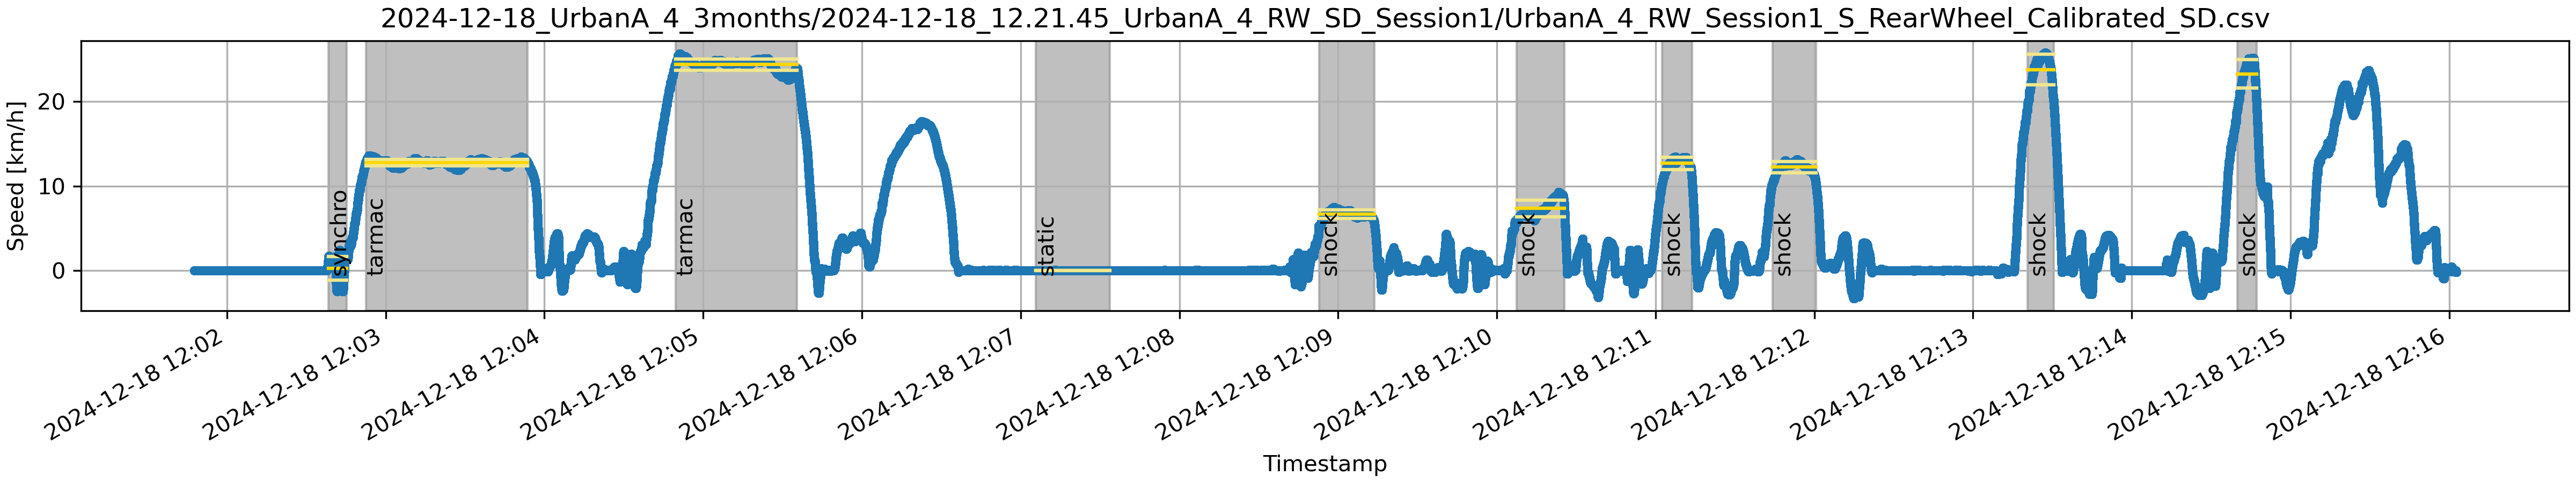 2024-12-18_UrbanA_4_3months/2024-12-18_12.21.45_UrbanA_4_RW_SD_Session1/UrbanA_4_RW_Session1_S_RearWheel_Calibrated_SD.csv
Speed [km/h]
20
10
0
synchro
tarmac
tarmac
static
shock
shock
shock
shock
shock
shock
2024-12-18 12:02
2024-12-18 12:03
2024-12-18 12:04
2024-12-18 12:05
2024-12-18 12:06
2024-12-18 12:07
2024-12-18 12:08
2024-12-18 12:09
2024-12-18 12:10
2024-12-18 12:11
2024-12-18 12:12
2024-12-18 12:13
2024-12-18 12:14
2024-12-18 12:15
2024-12-18 12:16
Timestamp